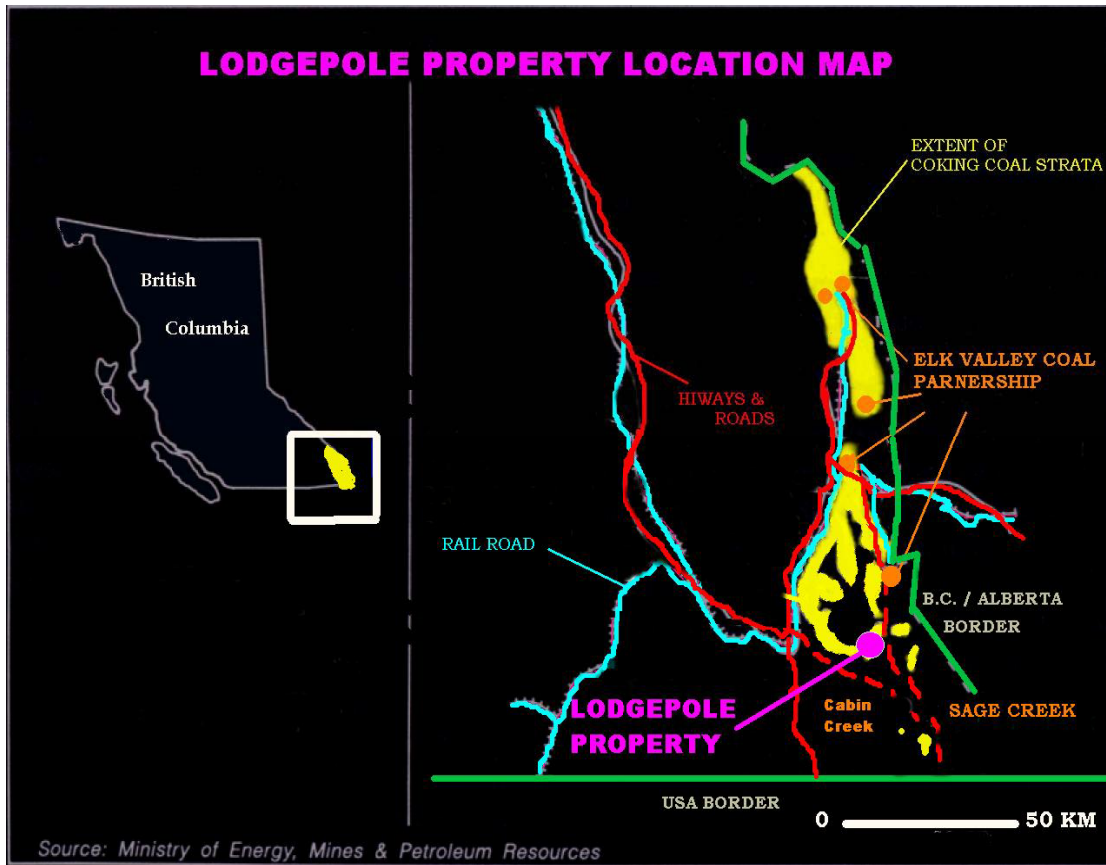 LODGEPOLE PROPERTY LOCATION MAP
EXTENT OF
COKING COAL STRATA
British
Columbia
ELK VALLEY COAL
PARNERSHIP
HIWAYS &
ROADS
RAIL ROAD
B.C. / ALBERTA
BORDER
LODGEPOLE
PROPERTY
Cabin
Creek
SAGE CREEK
USA BORDER
0 50 KM
Source: Ministry of Energy, Mines & Petroleum Resources